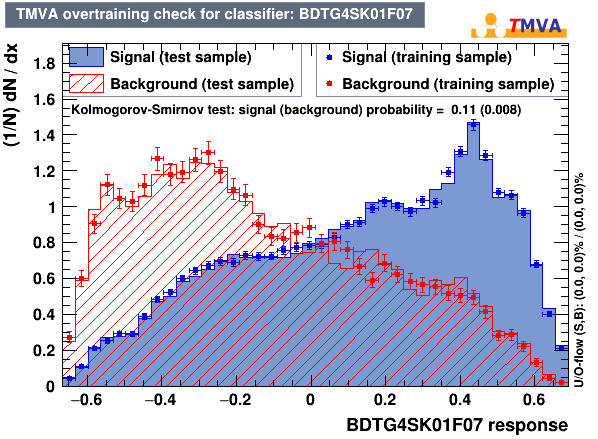 TMVA overtraining check for classifier: BDTG4SK01F07
TMVA
Signal (test sample)
Background (test sample)
Signal (training sample)
Background (training sample)
Kolmogorov-Smirnov test: signal (background) probability = 0.11 (0.008)
(1/N) dN / dx
1.8
1.6
1.4
1.2
1
0.8
0.6
0.4
0.2
0
−0.6
−0.4
−0.2
0
0.2
0.4
0.6
BDTG4SK01F07 response
U/O-flow (S,B): (0.0, 0.0)% / (0.0, 0.0)%